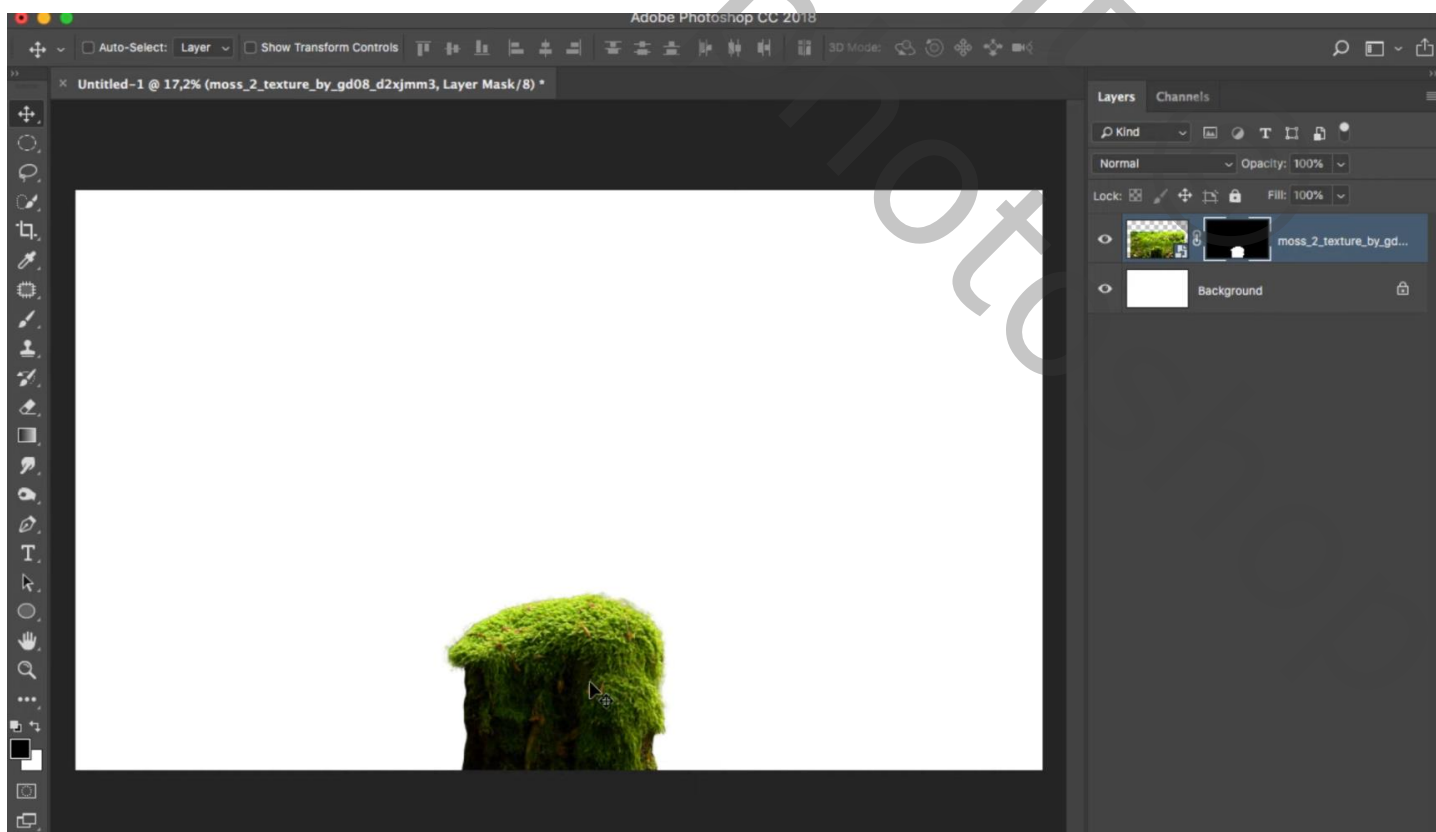 Adobe Photoshop CC 2018
Auto-Select: Layer Show Transform Controls 3D Mode:
× Untitled-1 @ 17,2% (moss_2_texture_by_gd08_d2xjmm3, Layer Mask/8) *
Layers Channels
Kind
Normal Opacity: 100%
Lock: Fill: 100%
moss_2_texture_by_gd...
Background
photoshop